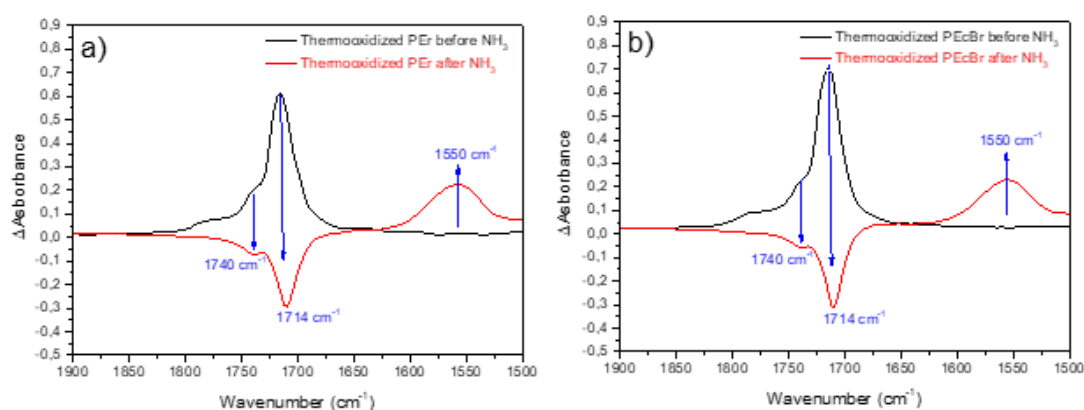 a)
Thermooxidized PEr before NH3
Thermooxidized PEr after NH3
0,9
0,8
0,7
0,6
0,5
0,4
0,3
0,2
0,1
0,0
-0,1
-0,2
-0,3
-0,4
-0,5
ΔAsborbance
1550 cm-1
1740 cm-1
1714 cm-1
1900 1850 1800 1750 1700 1650 1600 1550 1500
Wavenumber (cm-1)
b)
Thermooxidized PEcBr before NH3
Thermooxidized PEcBr after NH3
0,9
0,8
0,7
0,6
0,5
0,4
0,3
0,2
0,1
0,0
-0,1
-0,2
-0,3
-0,4
-0,5
ΔAsborbance
1550 cm-1
1740 cm-1
1714 cm-1
1900 1850 1800 1750 1700 1650 1600 1550 1500
Wavenumber (cm-1)